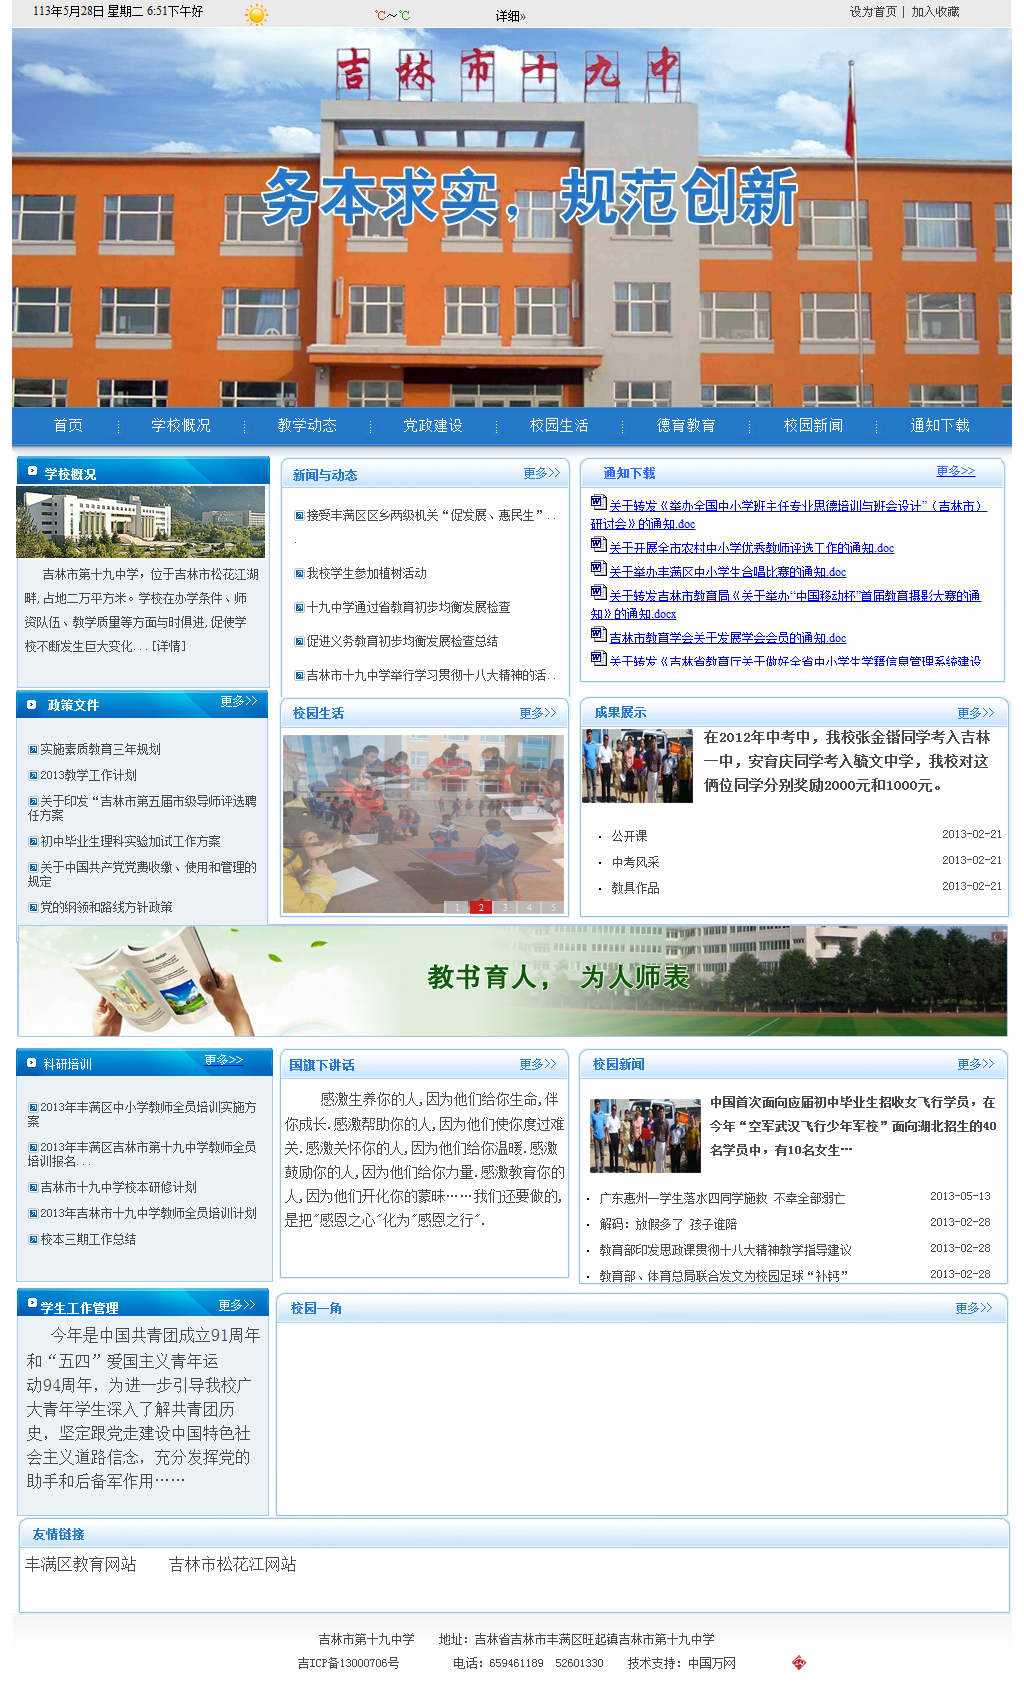 113年5月28日 星期二 6:51下午好
℃～℃
详细»
设为首页 | 加入收藏
吉林市十九中
务本求实，规范创新
首页 学校概况 教学动态 党政建设 校园生活 德育教育 校园新闻 通知下载
学校概况
吉林市第十九中学，位于吉林市松花江湖
畔,占地二万平方米。学校在办学条件、师
资队伍、教学质量等方面与时俱进,促使学
校不断发生巨大变化...[详情]
新闻与动态 更多>>
接受丰满区区乡两级机关“促发展、惠民生”..
.
我校学生参加植树活动
十九中学通过省教育初步均衡发展检查
促进义务教育初步均衡发展检查总结
吉林市十九中学举行学习贯彻十八大精神的活..
通知下载 更多>>
关于转发《举办全国中小学班主任专业思德培训与班会设计”（吉林市）
研讨会》的通知.doc
关于开展全市农村中小学优秀教师评选工作的通知.doc
关于举办丰满区中小学生合唱比赛的通知.doc
关于转发吉林市教育局《关于举办“中国移动杯”首届教育摄影大赛的通
知》的通知.docx
吉林市教育学会关于发展学会会员的通知.doc
关于转发《吉林省教育厅关于做好全省中小学生学籍信息管理系统建设
政策文件 更多>>
实施素质教育三年规划
2013教学工作计划
关于印发“吉林市第五届市级导师评选聘
任方案
初中毕业生理科实验加试工作方案
关于中国共产党党费收缴、使用和管理的
规定
党的纲领和路线方针政策
校园生活 更多>>
1 2 3 4 5
成果展示 更多>>
在2012年中考中，我校张金锴同学考入吉林
一中，安育庆同学考入毓文中学，我校对这
俩位同学分别奖励2000元和1000元。
公开课 2013-02-21
中考风采 2013-02-21
教具作品 2013-02-21
教书育人， 为人师表
科研培训 更多>>
2013年丰满区中小学教师全员培训实施方
案
2013年丰满区吉林市第十九中学教师全员
培训报名...
吉林市十九中学校本研修计划
2013年吉林市十九中学教师全员培训计划
校本三期工作总结
国旗下讲话 更多>>
感激生养你的人,因为他们给你生命,伴
你成长.感激帮助你的人,因为他们使你度过难
关.感激关怀你的人,因为他们给你温暖.感激
鼓励你的人,因为他们给你力量.感激教育你的
人,因为他们开化你的蒙昧……我们还要做的,
是把"感恩之心"化为"感恩之行".
校园新闻 更多>>
中国首次面向应届初中毕业生招收女飞行学员，在
今年“空军武汉飞行少年军校”面向湖北招生的40
名学员中，有10名女生…
广东惠州一学生落水四同学施救 不幸全部溺亡 2013-05-13
解码：放假多了 孩子谁陪 2013-02-28
教育部印发思政课贯彻十八大精神教学指导建议 2013-02-28
教育部、体育总局联合发文为校园足球“补钙” 2013-02-28
学生工作管理 更多>>
今年是中国共青团成立91周年
和“五四”爱国主义青年运
动94周年，为进一步引导我校广
大青年学生深入了解共青团历
史，坚定跟党走建设中国特色社
会主义道路信念，充分发挥党的
助手和后备军作用……
校园一角 更多>>
友情链接
丰满区教育网站 吉林市松花江网站
吉林市第十九中学 地址：吉林省吉林市丰满区旺起镇吉林市第十九中学
吉ICP备13000706号 电话：659461189 52601330 技术支持：中国万网